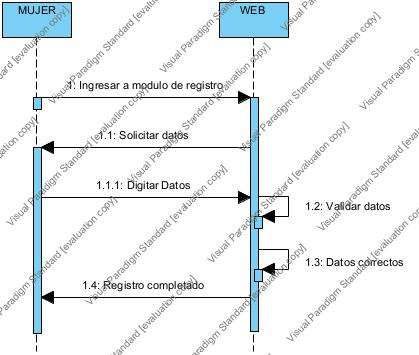 MUJER
WEB
1: Ingresar a modulo de registro
1.1: Solicitar datos
1.1.1: Digitar Datos
1.2: Validar datos
1.3: Datos correctos
1.4: Registro completado
Visual Paradigm Standard [evaluation copy]